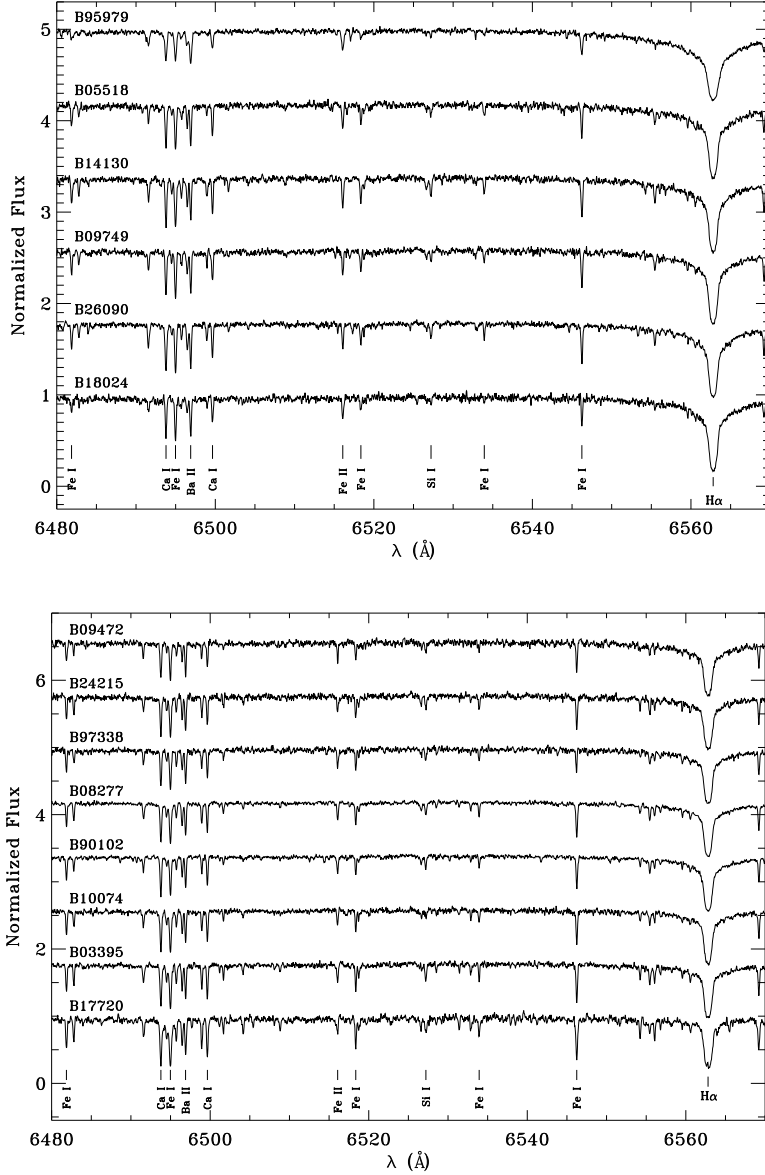 B95979
B05518
B14130
B09749
B26090
B18024
5
4
3
2
1
0
Normalized Flux
Fe I
Ca I
Fe I
Ba II
Ca I
Fe II
Fe I
Si I
Fe I
Fe I
Hα
6480 6500 6520 6540 6560
λ (Å)
B09472
B24215
B97338
B08277
B90102
B10074
B03395
B17720
6
4
2
0
Normalized Flux
Fe I
Ca I
Fe I
Ba II
Ca I
Fe II
Fe I
Si I
Fe I
Fe I
Hα
6480 6500 6520 6540 6560
λ (Å)